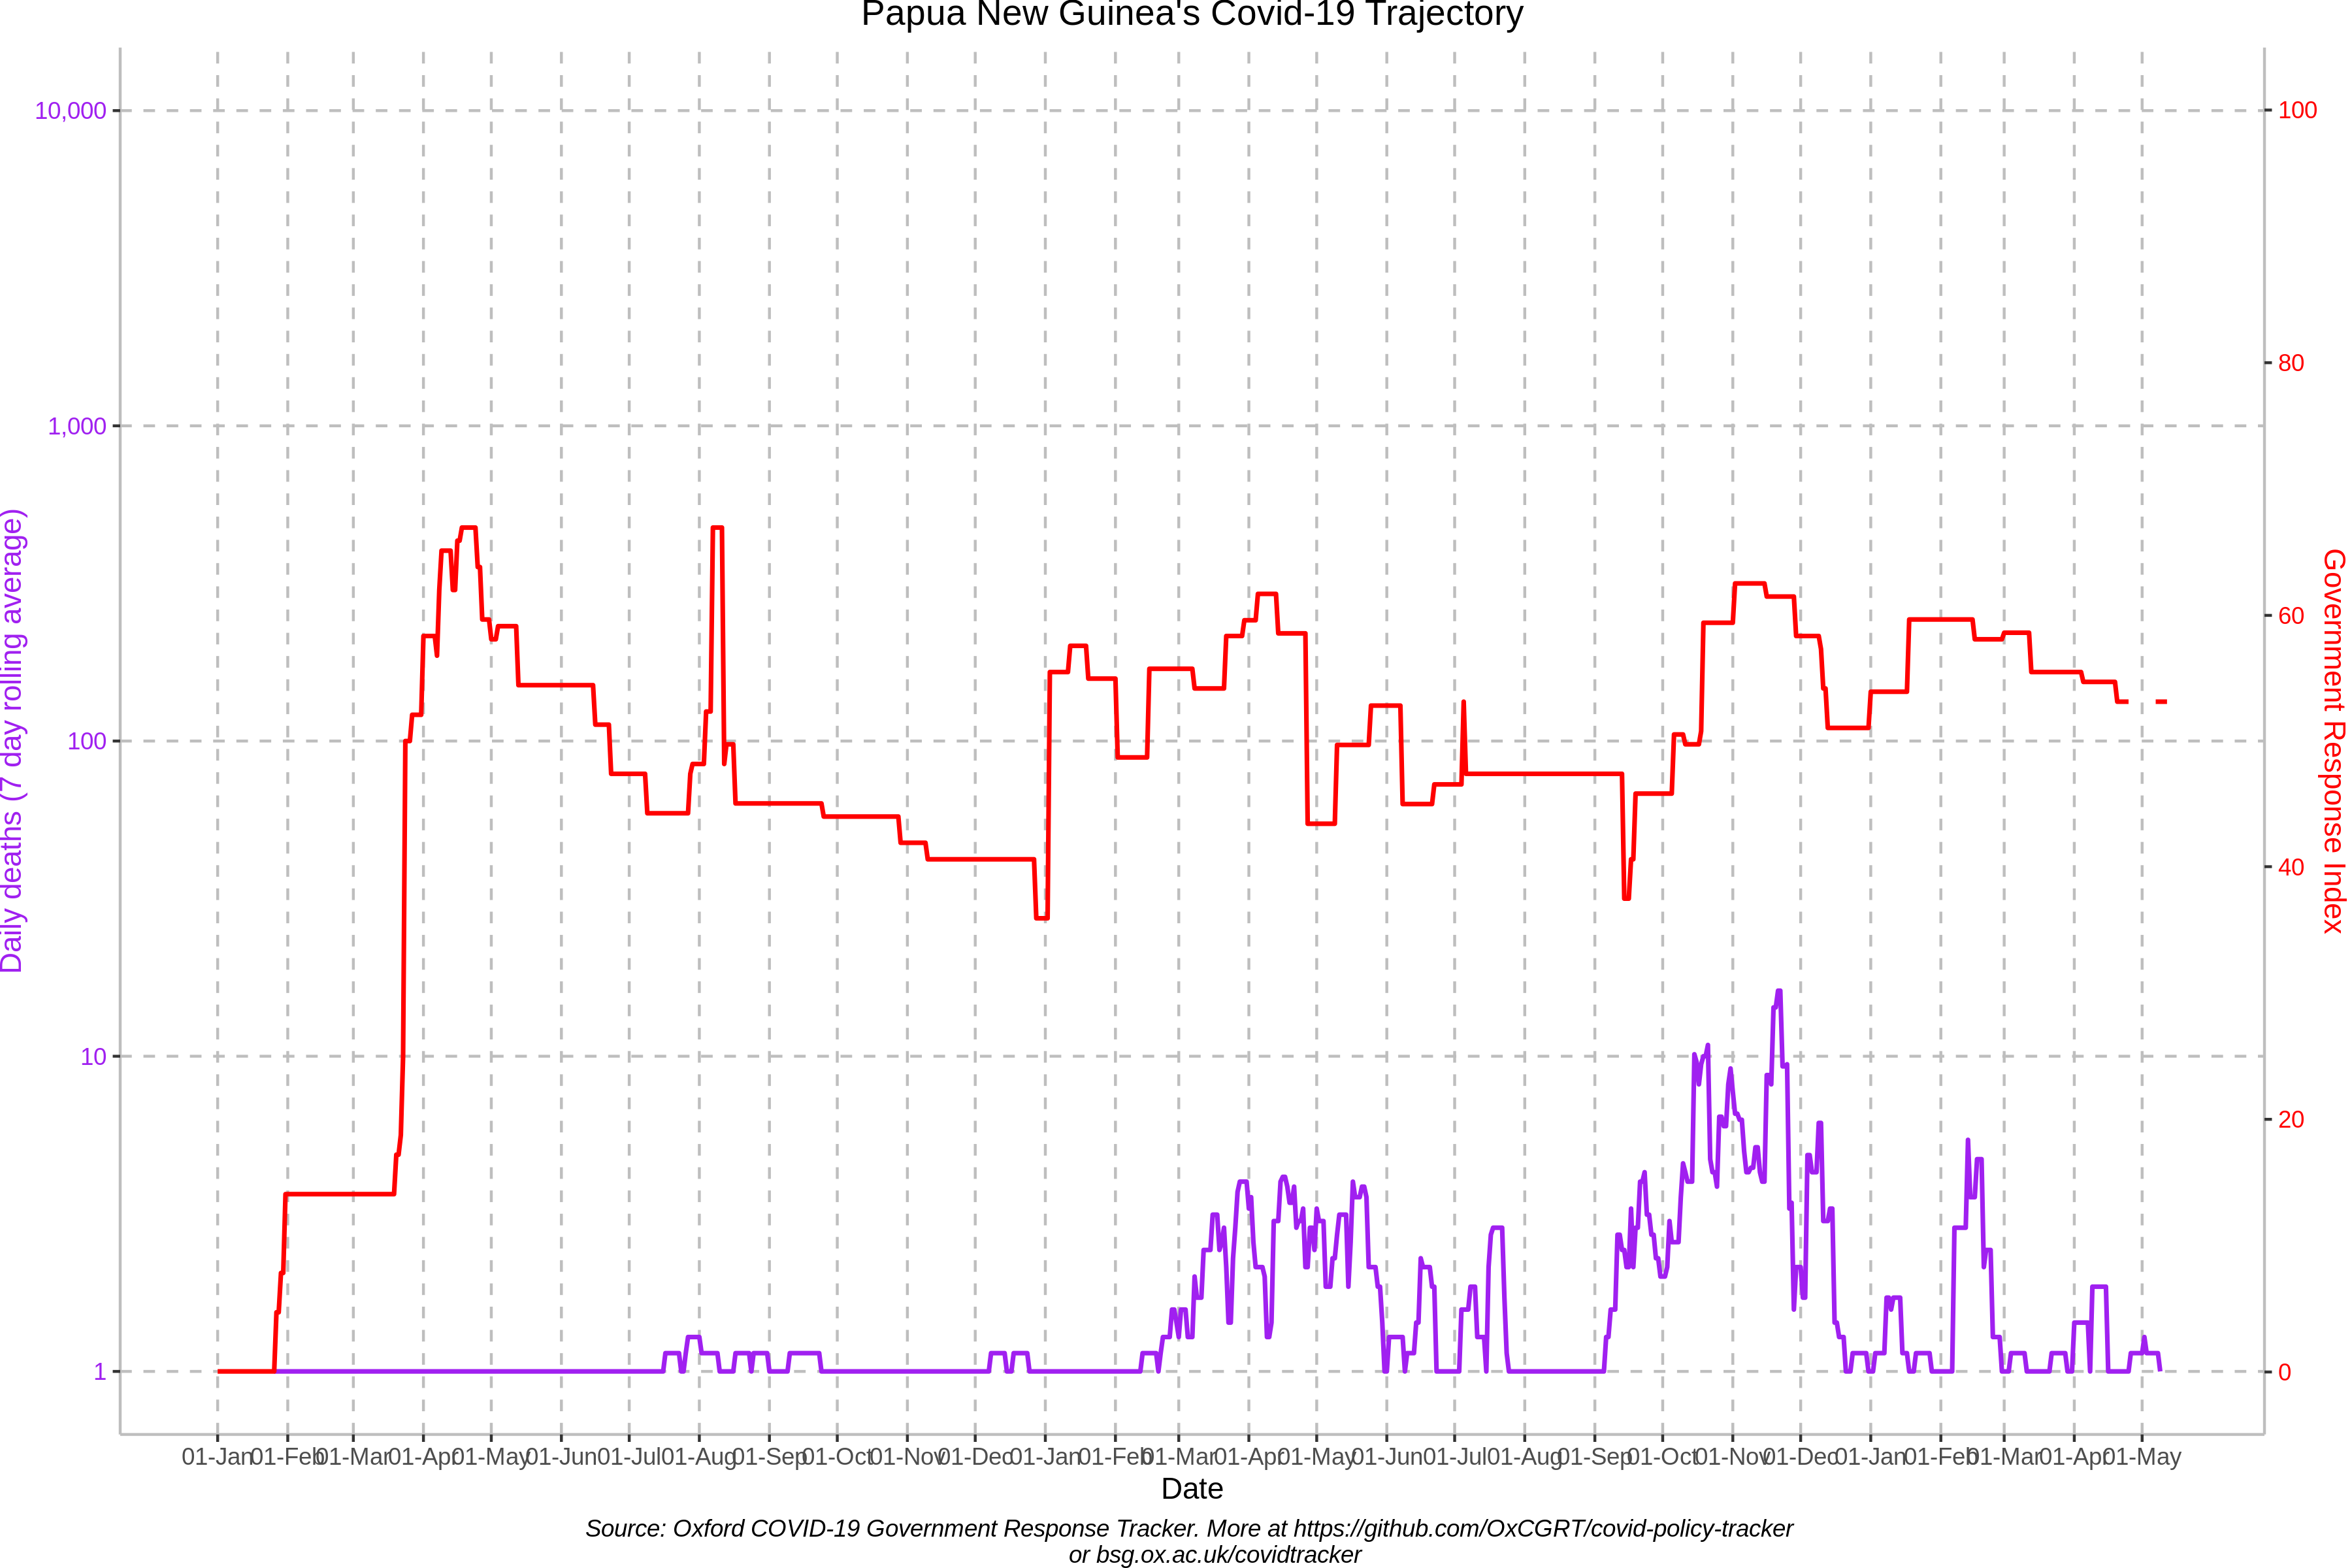 Papua New Guinea's Covid-19 Trajectory
10,000
1,000
100
10
1
Daily deaths (7 day rolling average)
100
80
60
40
20
0
Government Response Index
01-Jan 01-Feb 01-Mar 01-Apr 01-May 01-Jun 01-Jul 01-Aug 01-Sep 01-Oct 01-Nov 01-Dec 01-Jan 01-Feb 01-Mar 01-Apr 01-May 01-Jun 01-Jul 01-Aug 01-Sep 01-Oct 01-Nov 01-Dec 01-Jan 01-Feb 01-Mar 01-Apr 01-May
Date
Source: Oxford COVID-19 Government Response Tracker. More at https://github.com/OxCGRT/covid-policy-tracker
or bsg.ox.ac.uk/covidtracker